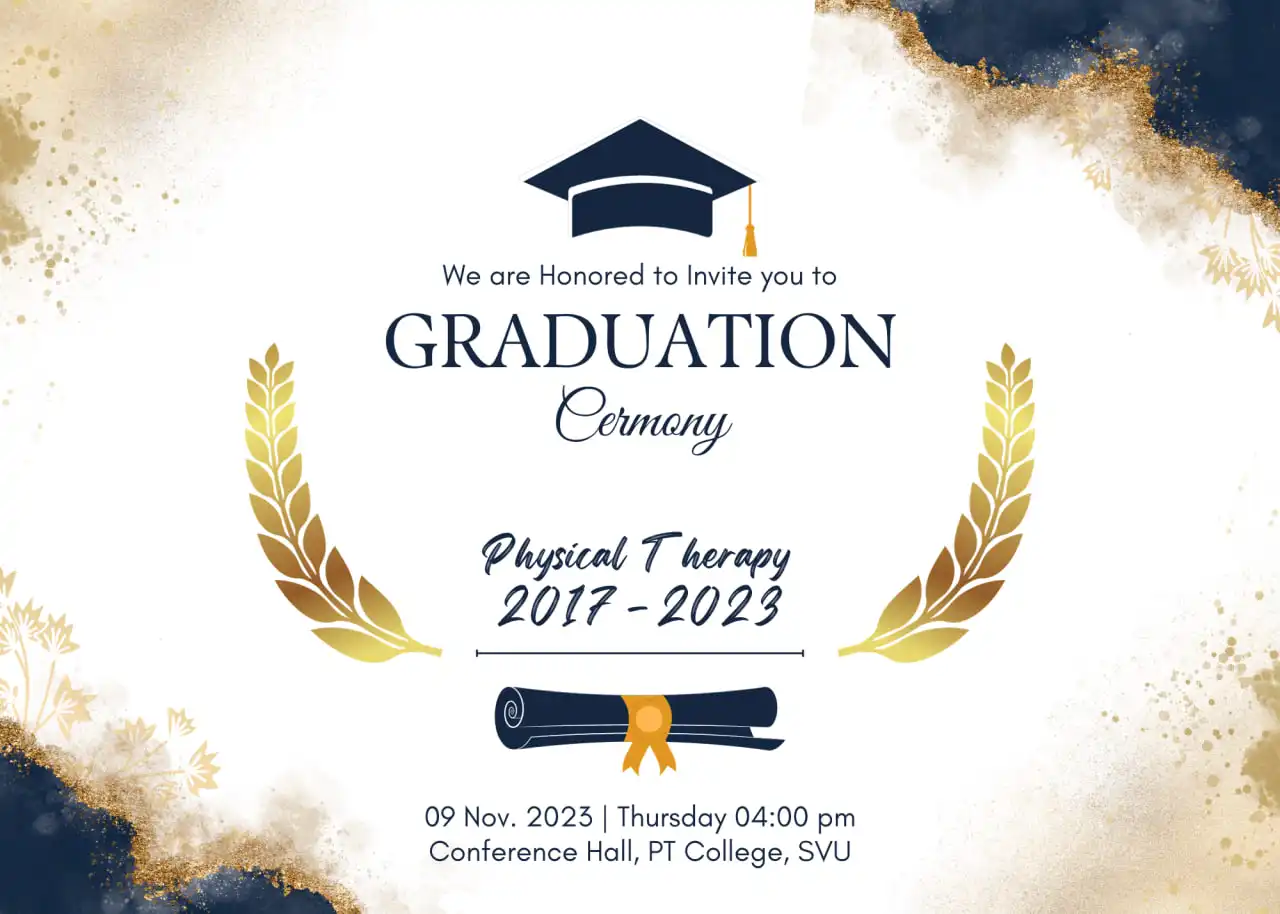 We are Honored to Invite you to
GRADUATION
Cermony
Physical Therapy
2017 - 2023
09 Nov. 2023 | Thursday 04:00 pm
Conference Hall, PT College, SVU